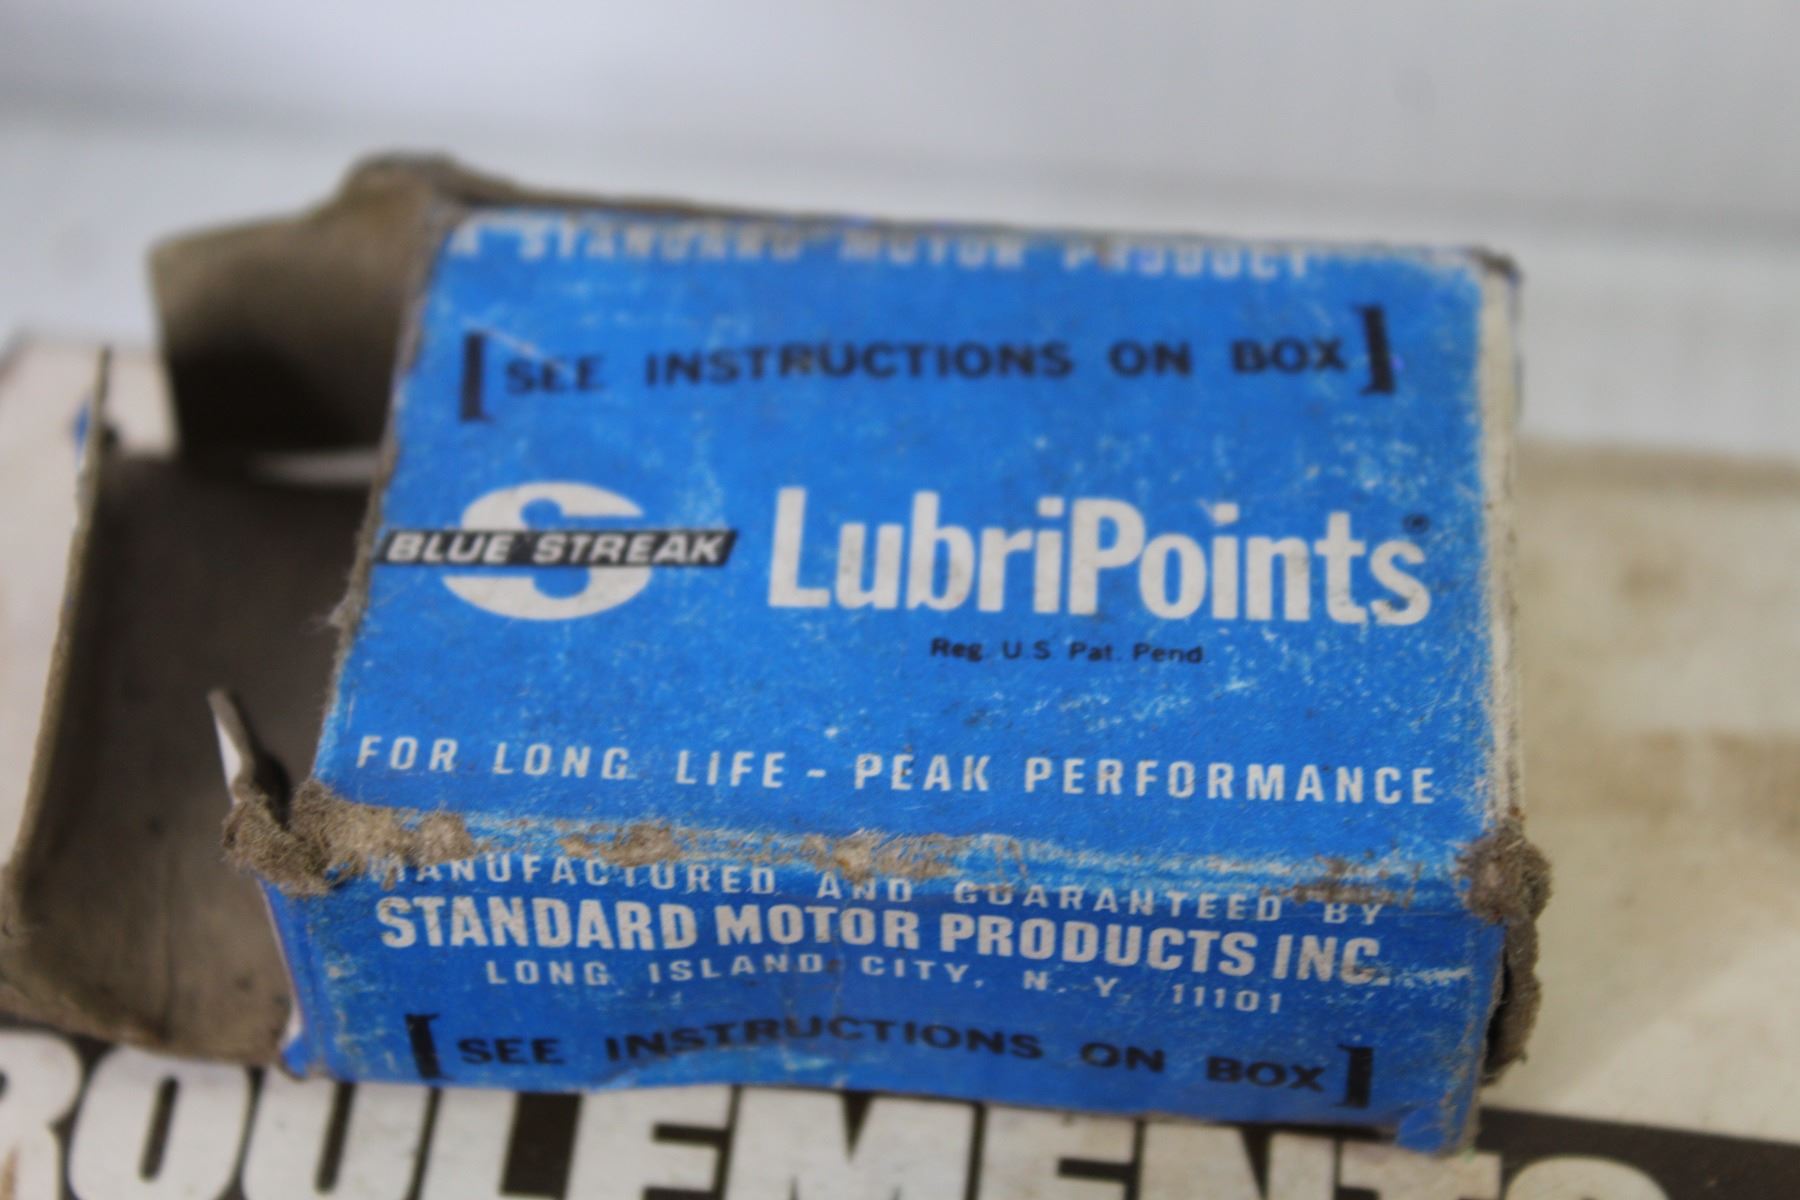 A STANDARD MOTOR PRODUCT
[SEE INSTRUCTIONS ON BOX]
S
BLUE STREAK
LubriPoints®
Reg. U.S. Pat. Pend.
FOR LONG LIFE - PEAK PERFORMANCE
MANUFACTURED AND GUARANTEED BY
STANDARD MOTOR PRODUCTS INC.
LONG ISLAND CITY, N.Y. 11101
[SEE INSTRUCTIONS ON BOX]
ROULEMENTS